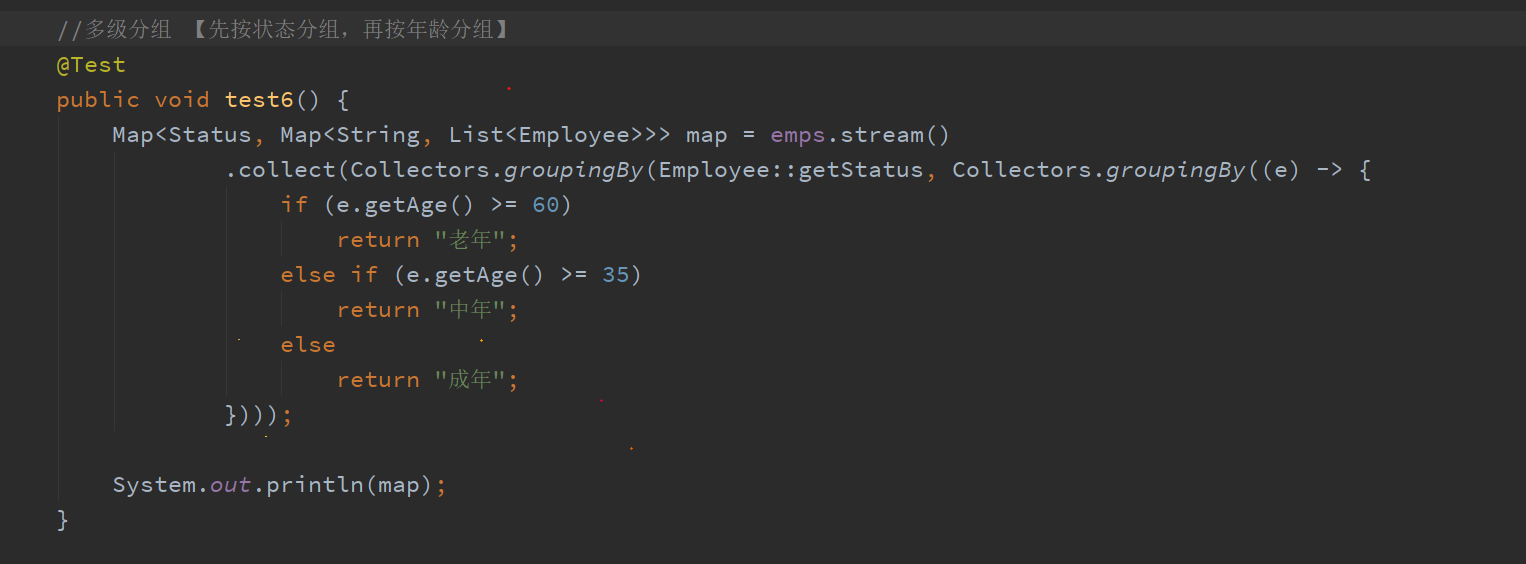 //多级分组 【先按状态分组，再按年龄分组】
@Test
public void test6() {
    Map<Status, Map<String, List<Employee>>> map = emps.stream()
            .collect(Collectors.groupingBy(Employee::getStatus, Collectors.groupingBy((e) -> {
                if (e.getAge() >= 60)
                    return "老年";
                else if (e.getAge() >= 35)
                    return "中年";
                else
                    return "成年";
            })));
    System.out.println(map);
}